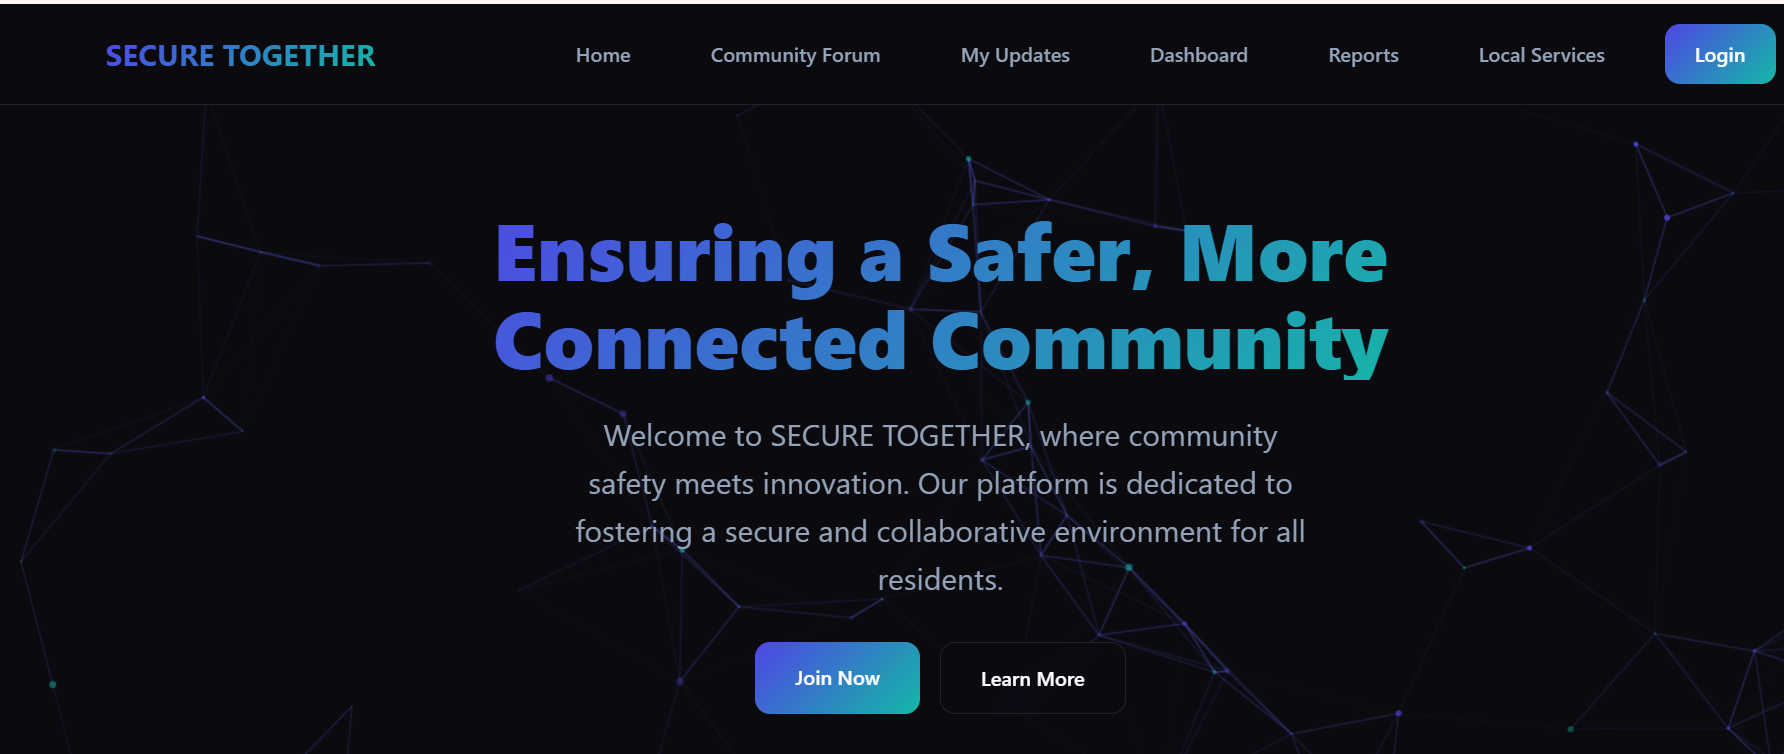 SECURE TOGETHER
Home
Community Forum
My Updates
Dashboard
Reports
Local Services
Login
Ensuring a Safer, More
Connected Community
Welcome to SECURE TOGETHER, where community
safety meets innovation. Our platform is dedicated to
fostering a secure and collaborative environment for all
residents.
Join Now
Learn More